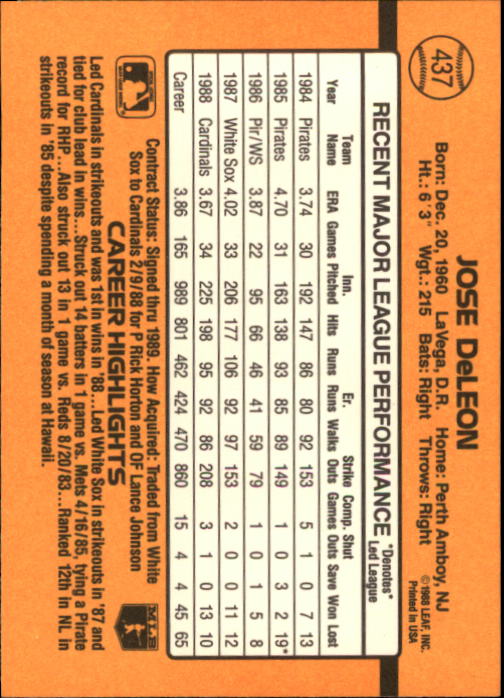 437
JOSE DeLEON
Born: Dec. 20, 1960 LaVega, D.R. Home: Perth Amboy, NJ
Ht.: 6'3" Wgt.: 215 Bats: Right Throws: Right
©1988 LEAF, INC.
Printed in USA
RECENT MAJOR LEAGUE PERFORMANCE *Denotes Led League
Year Team Name ERA Games Inn. Pitched Hits Runs Er. Runs Walks Strike Outs Comp. Games Shut Outs Save Won Lost
1984 Pirates 3.74 30 192 147 86 80 92 153 5 1 0 7 13
1985 Pirates 4.70 31 163 138 93 85 89 149 1 0 3 2 19*
1986 Pir/WS 3.87 22 95 66 46 41 59 79 1 0 1 5 8
1987 White Sox 4.02 33 206 177 106 92 97 153 2 0 0 11 12
1988 Cardinals 3.67 34 225 198 95 92 86 208 3 1 0 13 10
Career 3.86 165 989 801 462 424 470 860 15 4 4 45 65
Contract Status: Signed thru 1989. How Acquired: Traded from White
Sox to Cardinals 2/9/88 for P Rick Horton and OF Lance Johnson
CAREER HIGHLIGHTS
MLB
Led Cardinals in strikeouts and was 1st in wins in '88...Led White Sox in strikeouts in '87 and
tied for club lead in wins...Struck out 14 batters in 1 game vs. Mets 4/16/85, tying a Pirate
record for RHP...Also struck out 13 in 1 game vs. Reds 8/20/83...Ranked 12th in NL in
strikeouts in '85 despite spending a month of season at Hawaii.